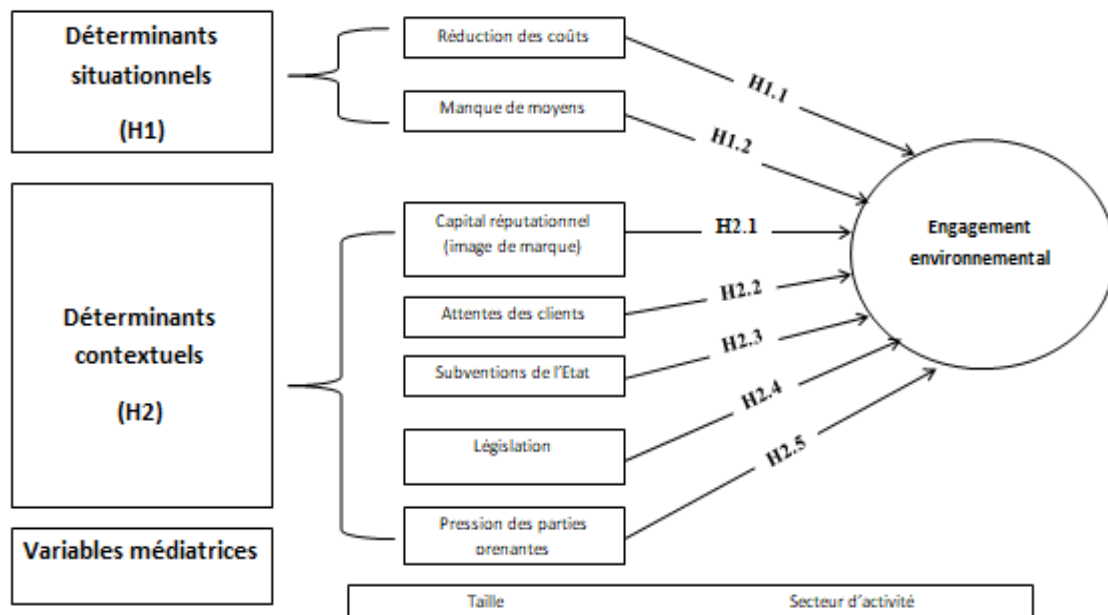 Déterminants
situationnels
(H1)
Réduction des coûts
Manque de moyens
H1.1
H1.2
Déterminants
contextuels
(H2)
Capital réputationnel
(image de marque)
Attentes des clients
Subventions de l'Etat
Législation
Pression des parties
prenantes
H2.1
H2.2
H2.3
H2.4
H2.5
Engagement
environnemental
Variables médiatrices
Taille
Secteur d'activité